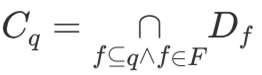 C_q = ∩_{f⊆q∧f∈F} D_f